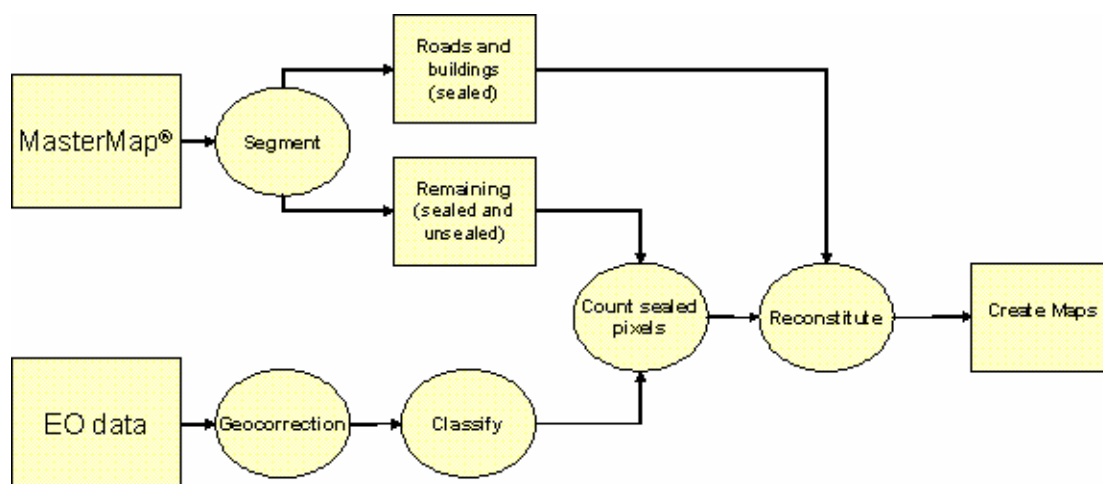 Roads and
buildings
(sealed)
MasterMap®
Segment
Remaining
(sealed and
unsealed)
Count sealed
pixels
Reconstitute
Create Maps
EO data
Geocorrection
Classify